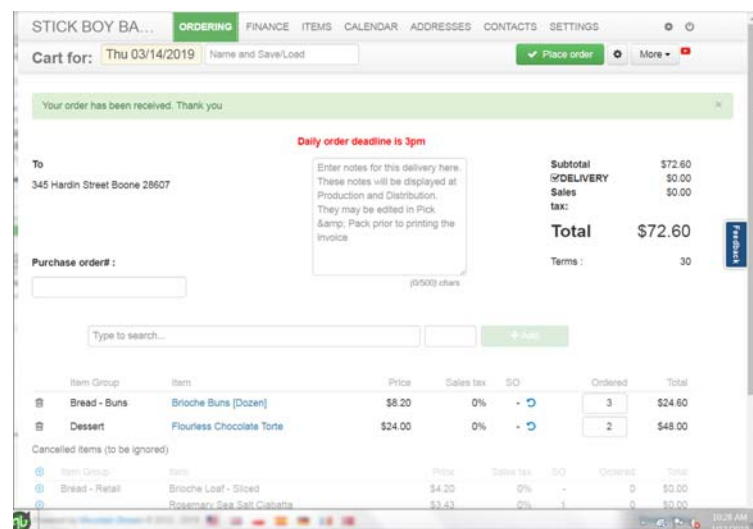 STICK BOY BA... ORDERING FINANCE ITEMS CALENDAR ADDRESSES CONTACTS SETTINGS
Cart for: Thu 03/14/2019 Name and Save/Load Place order More
Your order has been received. Thank you ×
Daily order deadline is 3pm
To
345 Hardin Street Boone 28607
Enter notes for this delivery here.
These notes will be displayed at
Production and Distribution.
They may be edited in Pick
&amp; Pack prior to printing the
invoice
(0/500) chars
Subtotal $72.60
DELIVERY $0.00
Sales $0.00
tax:
Total $72.60
Terms : 30
Feedback
Purchase order# :
Type to search... + Add
Item Group Item Price Sales tax SO Ordered Total
Bread - Buns Brioche Buns [Dozen] $8.20 0% - 3 $24.60
Dessert Flourless Chocolate Torte $24.00 0% - 2 $48.00
Cancelled items (to be ignored)
Item Group Item Price Sales tax SO Ordered Total
Bread - Retail Brioche Loaf - Sliced $4.20 0% - 0 $0.00
Rosemary Sea Salt Ciabatta $3.43 0% 1 0 $0.00
10:28 AM